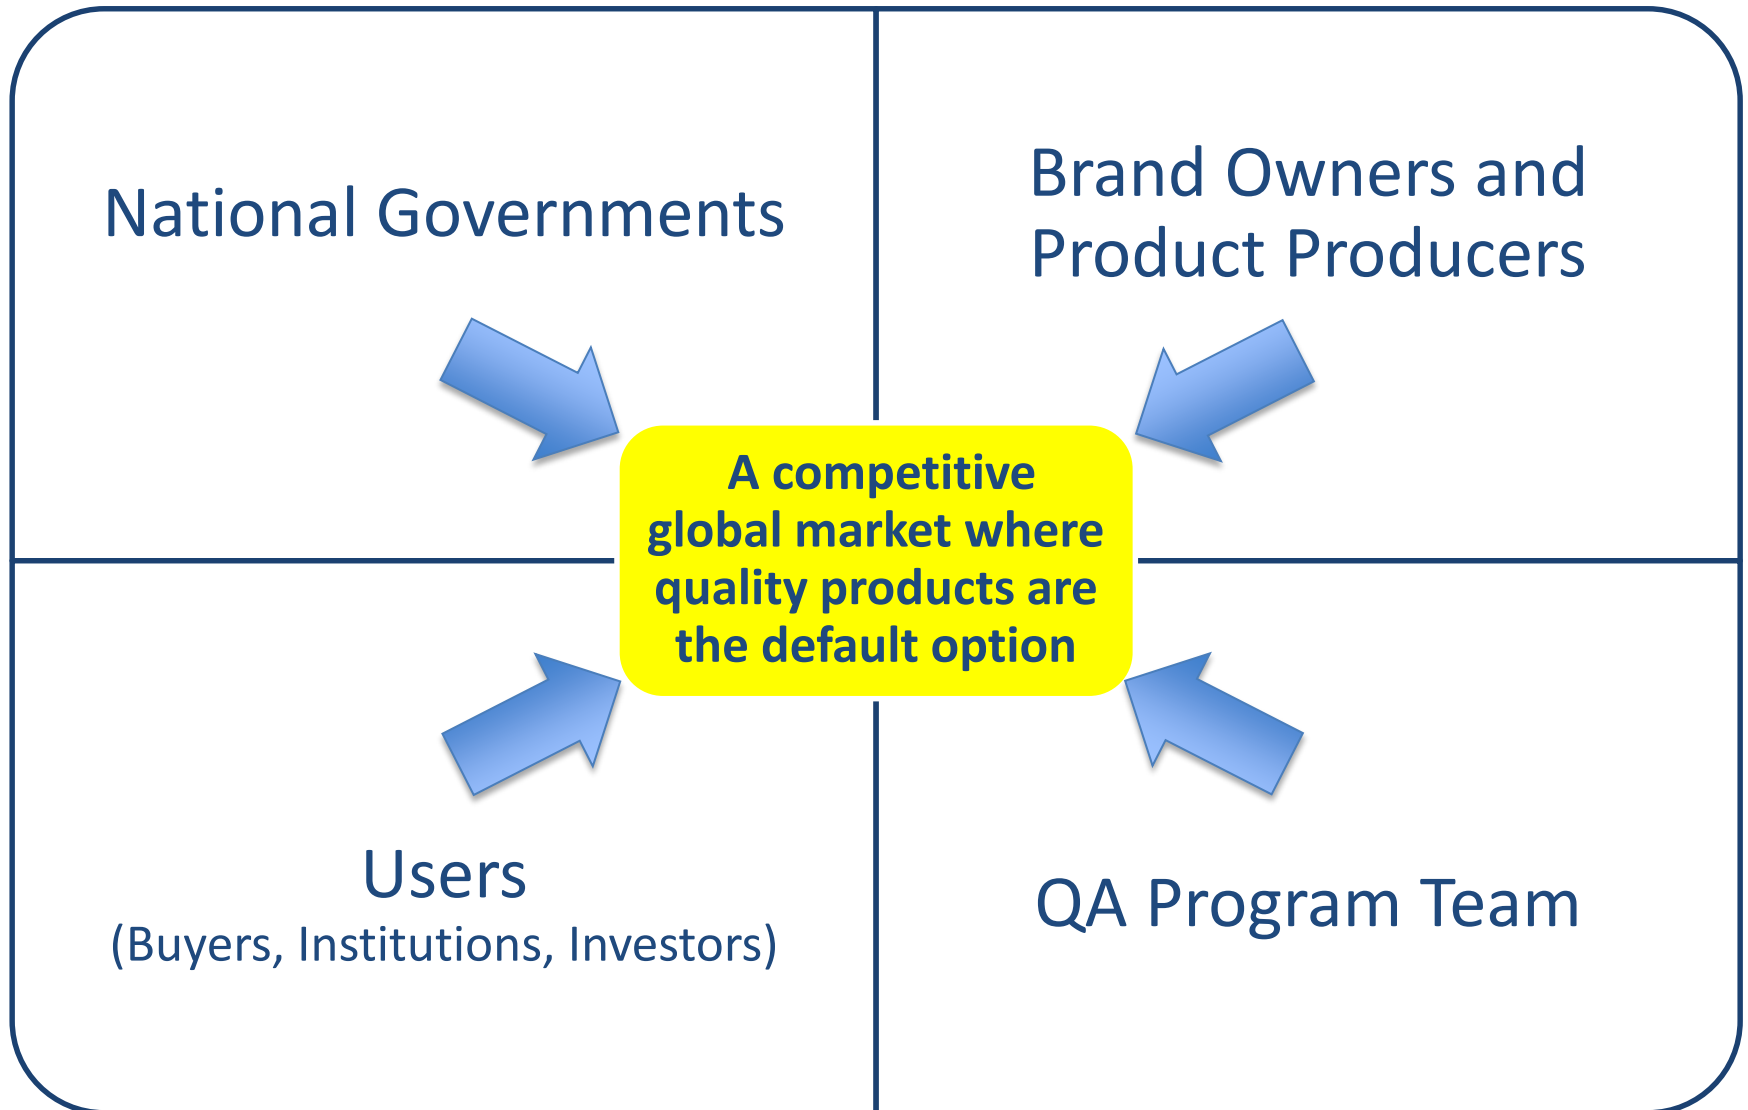 National Governments
Brand Owners and
Product Producers
A competitive
global market where
quality products are
the default option
Users
(Buyers, Institutions, Investors)
QA Program Team